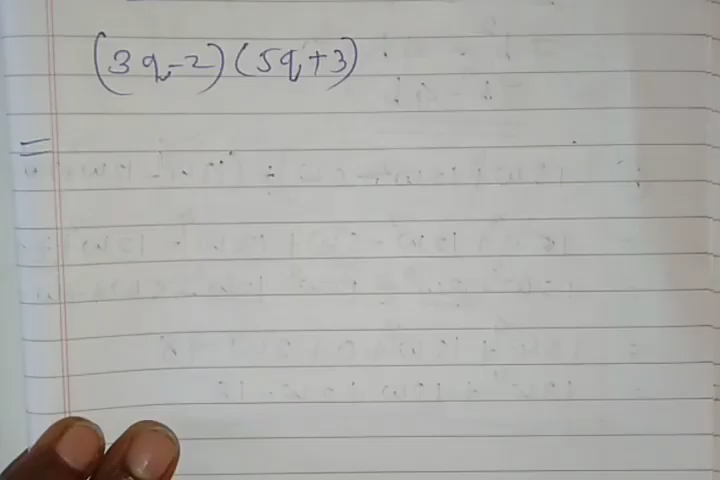 (3q-2)(5q+3)
=